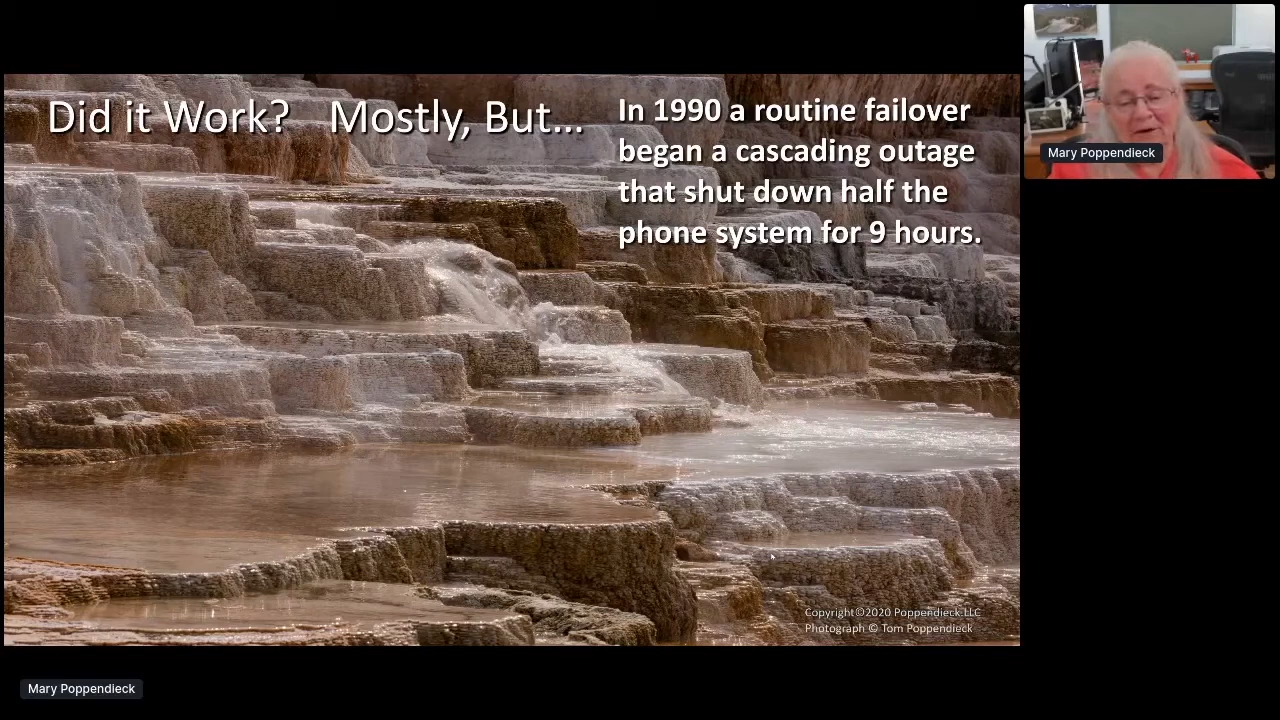 Did it Work? Mostly, But...
In 1990 a routine failover
began a cascading outage
that shut down half the
phone system for 9 hours.
Mary Poppendieck
Copyright©2020 Poppendieck.LLC
Photograph © Tom Poppendieck
Mary Poppendieck